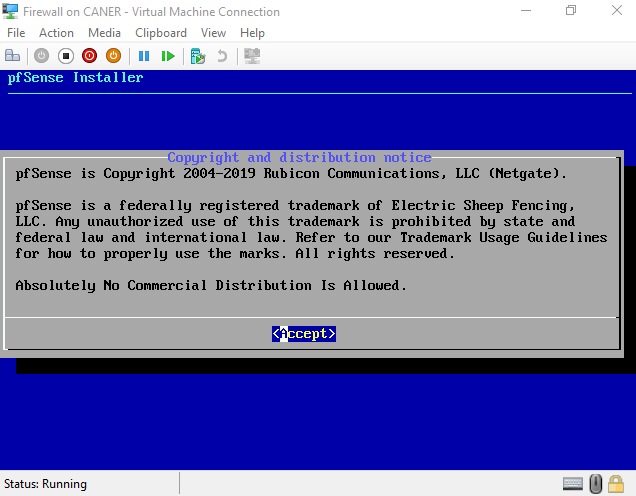 Firewall on CANER - Virtual Machine Connection
File Action Media Clipboard View Help
pfSense Installer
Copyright and distribution notice
pfSense is Copyright 2004-2019 Rubicon Communications, LLC (Netgate).
pfSense is a federally registered trademark of Electric Sheep Fencing,
LLC. Any unauthorized use of this trademark is prohibited by state and
federal law and international law. Refer to our Trademark Usage Guidelines
for how to properly use the marks. All rights reserved.
Absolutely No Commercial Distribution Is Allowed.
<Accept>
Status: Running